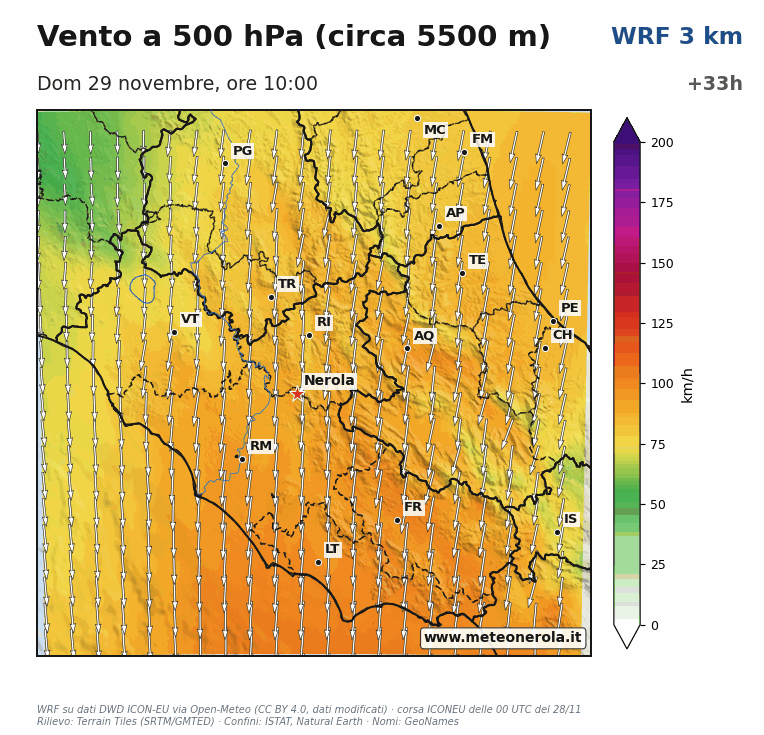 Vento a 500 hPa (circa 5500 m)
WRF 3 km
Dom 29 novembre, ore 10:00
+33h
MC
FM
PG
AP
TE
TR
PE
VT
RI
CH
AQ
Nerola
RM
FR
IS
LT
www.meteonerola.it
200
175
150
125
100
75
50
25
0
km/h
WRF su dati DWD ICON-EU via Open-Meteo (CC BY 4.0, dati modificati) · corsa ICONEU delle 00 UTC del 28/11
Rilievo: Terrain Tiles (SRTM/GMTED) · Confini: ISTAT, Natural Earth · Nomi: GeoNames